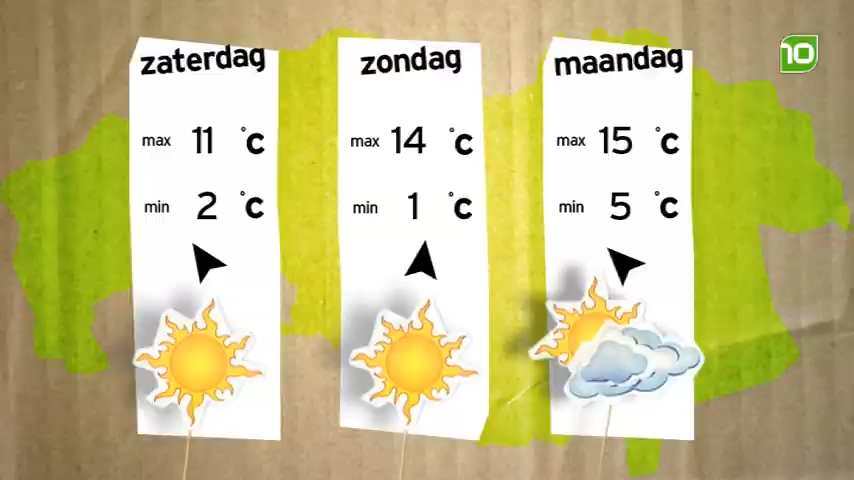 zaterdag
max 11 °C
min 2 °C
zondag
max 14 °C
min 1 °C
maandag
max 15 °C
min 5 °C
10